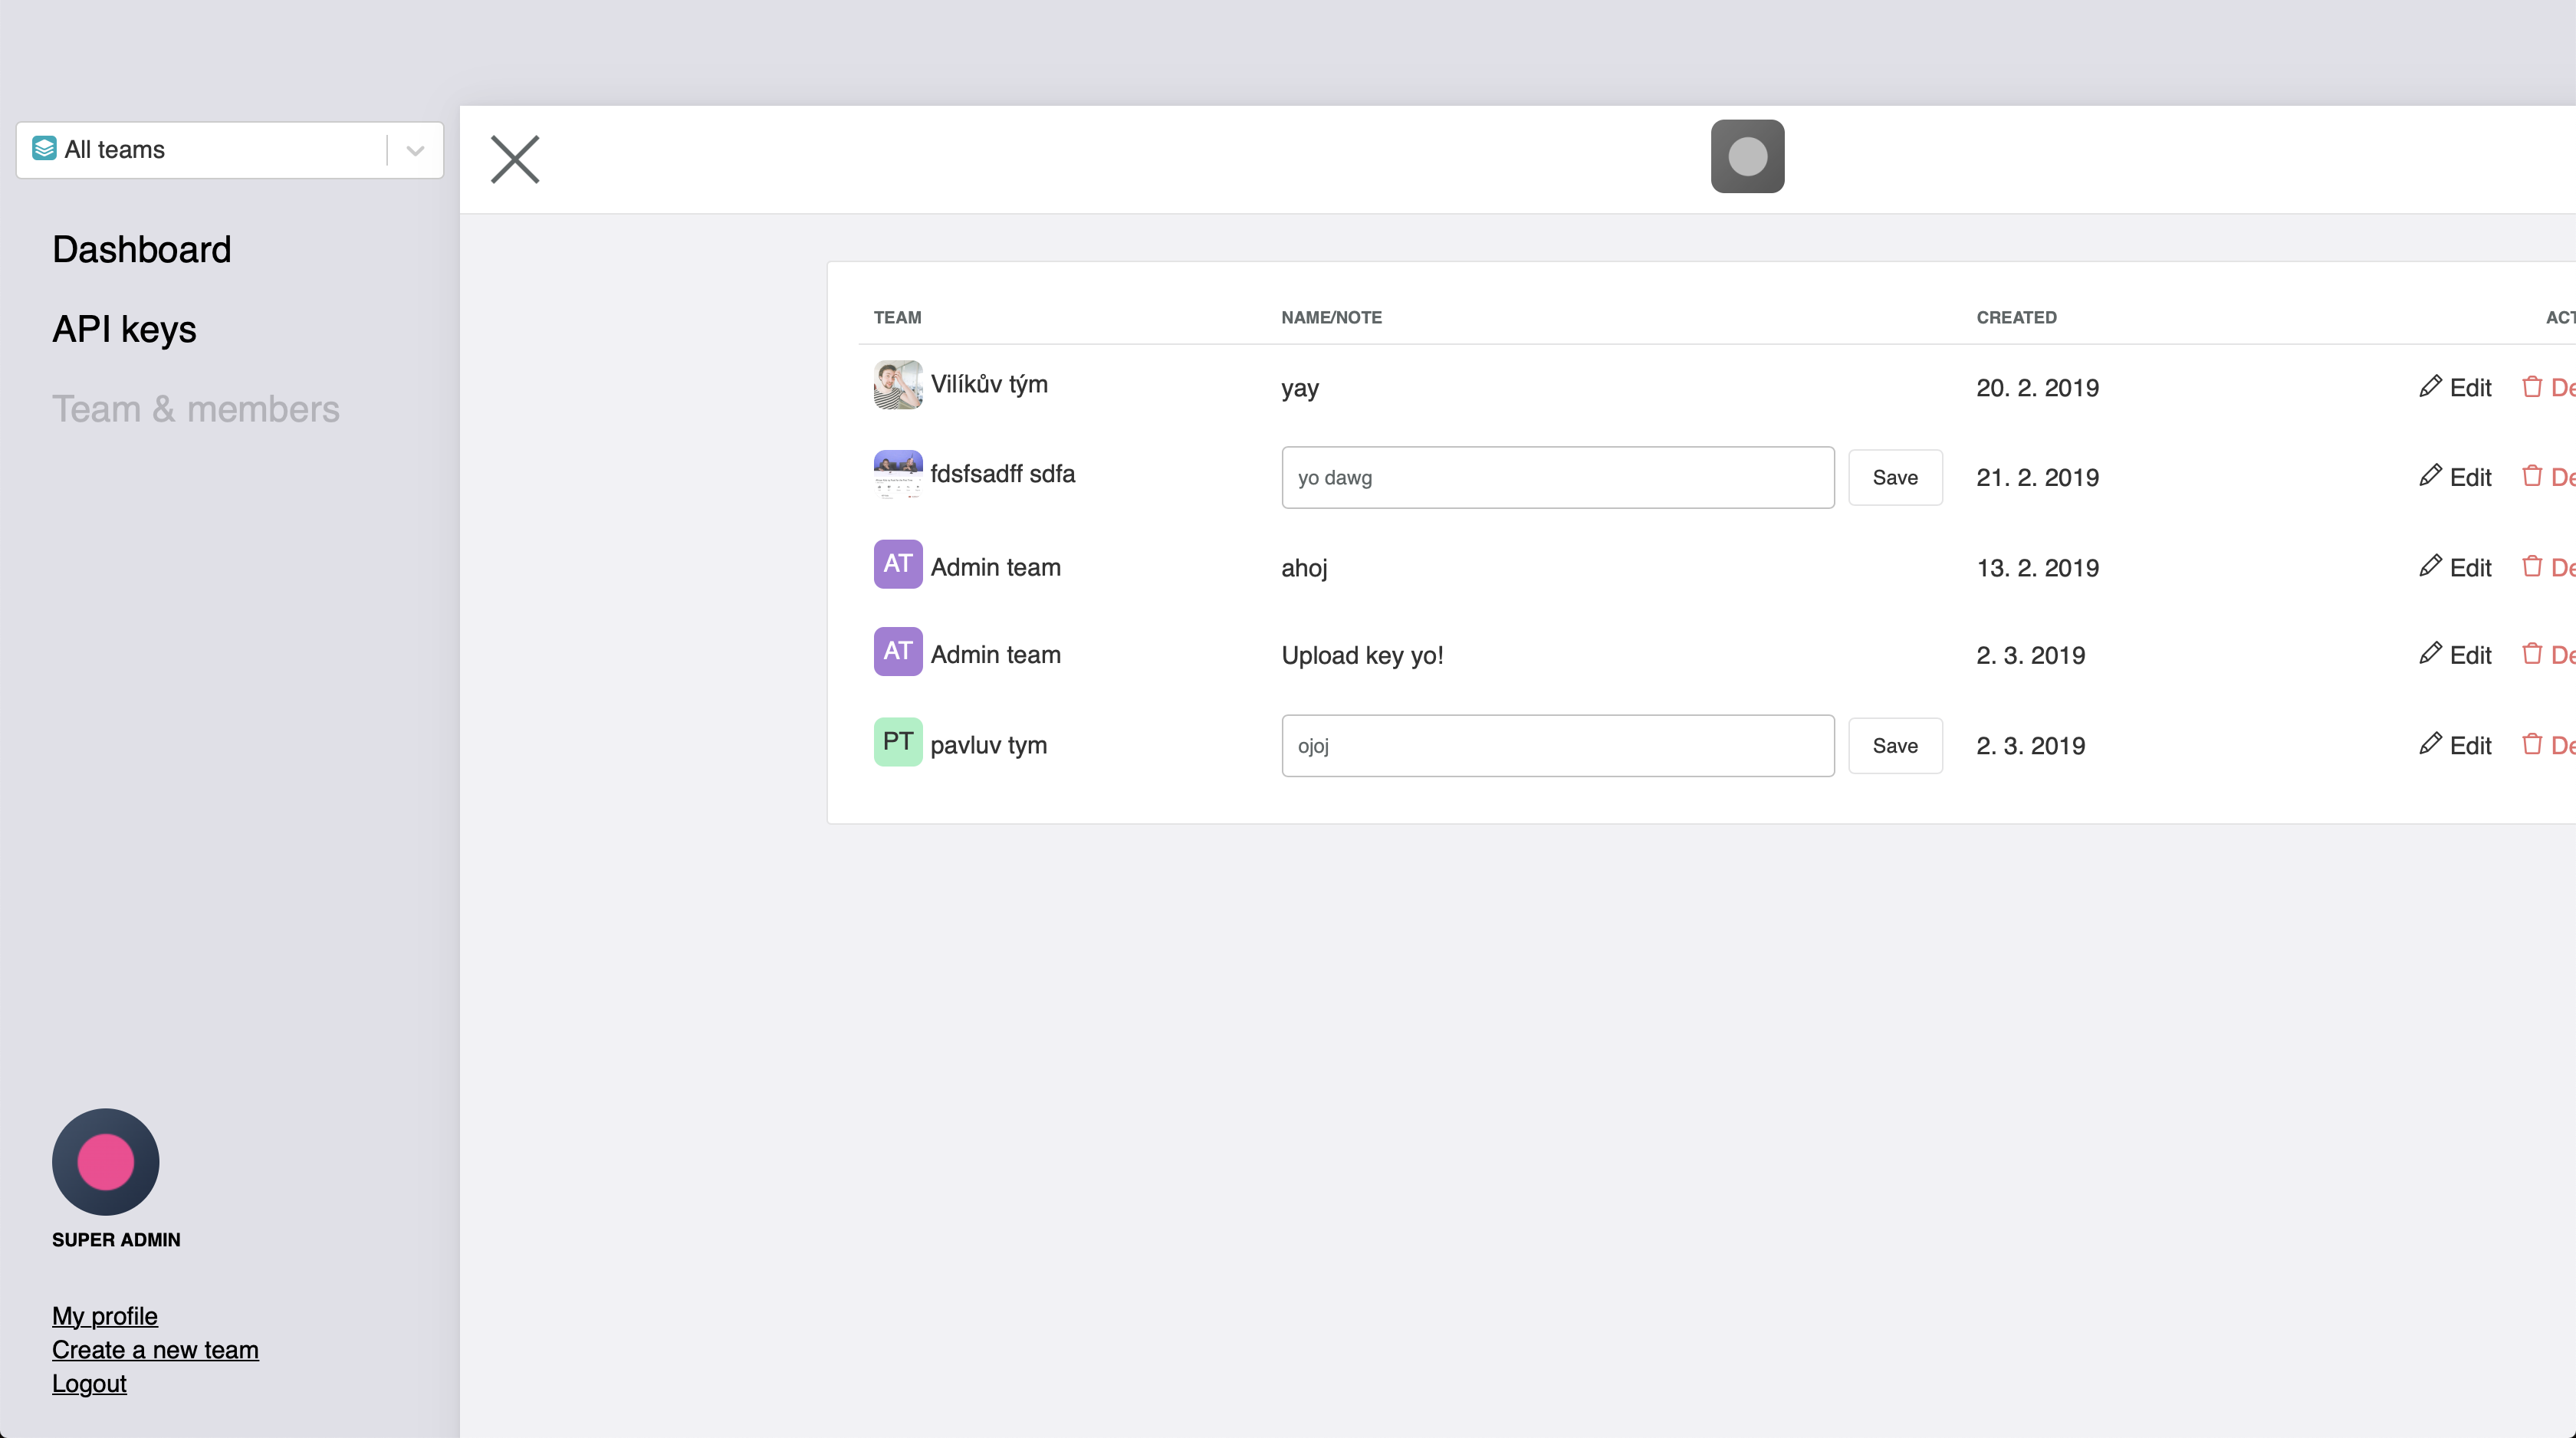 All teams
Dashboard
API keys
Team & members
TEAM NAME/NOTE CREATED ACT
Vilíkův tým yay 20. 2. 2019 Edit De
fdsfsadff sdfa yo dawg Save 21. 2. 2019 Edit De
AT Admin team ahoj 13. 2. 2019 Edit De
AT Admin team Upload key yo! 2. 3. 2019 Edit De
PT pavluv tym ojoj Save 2. 3. 2019 Edit De
SUPER ADMIN
My profile
Create a new team
Logout